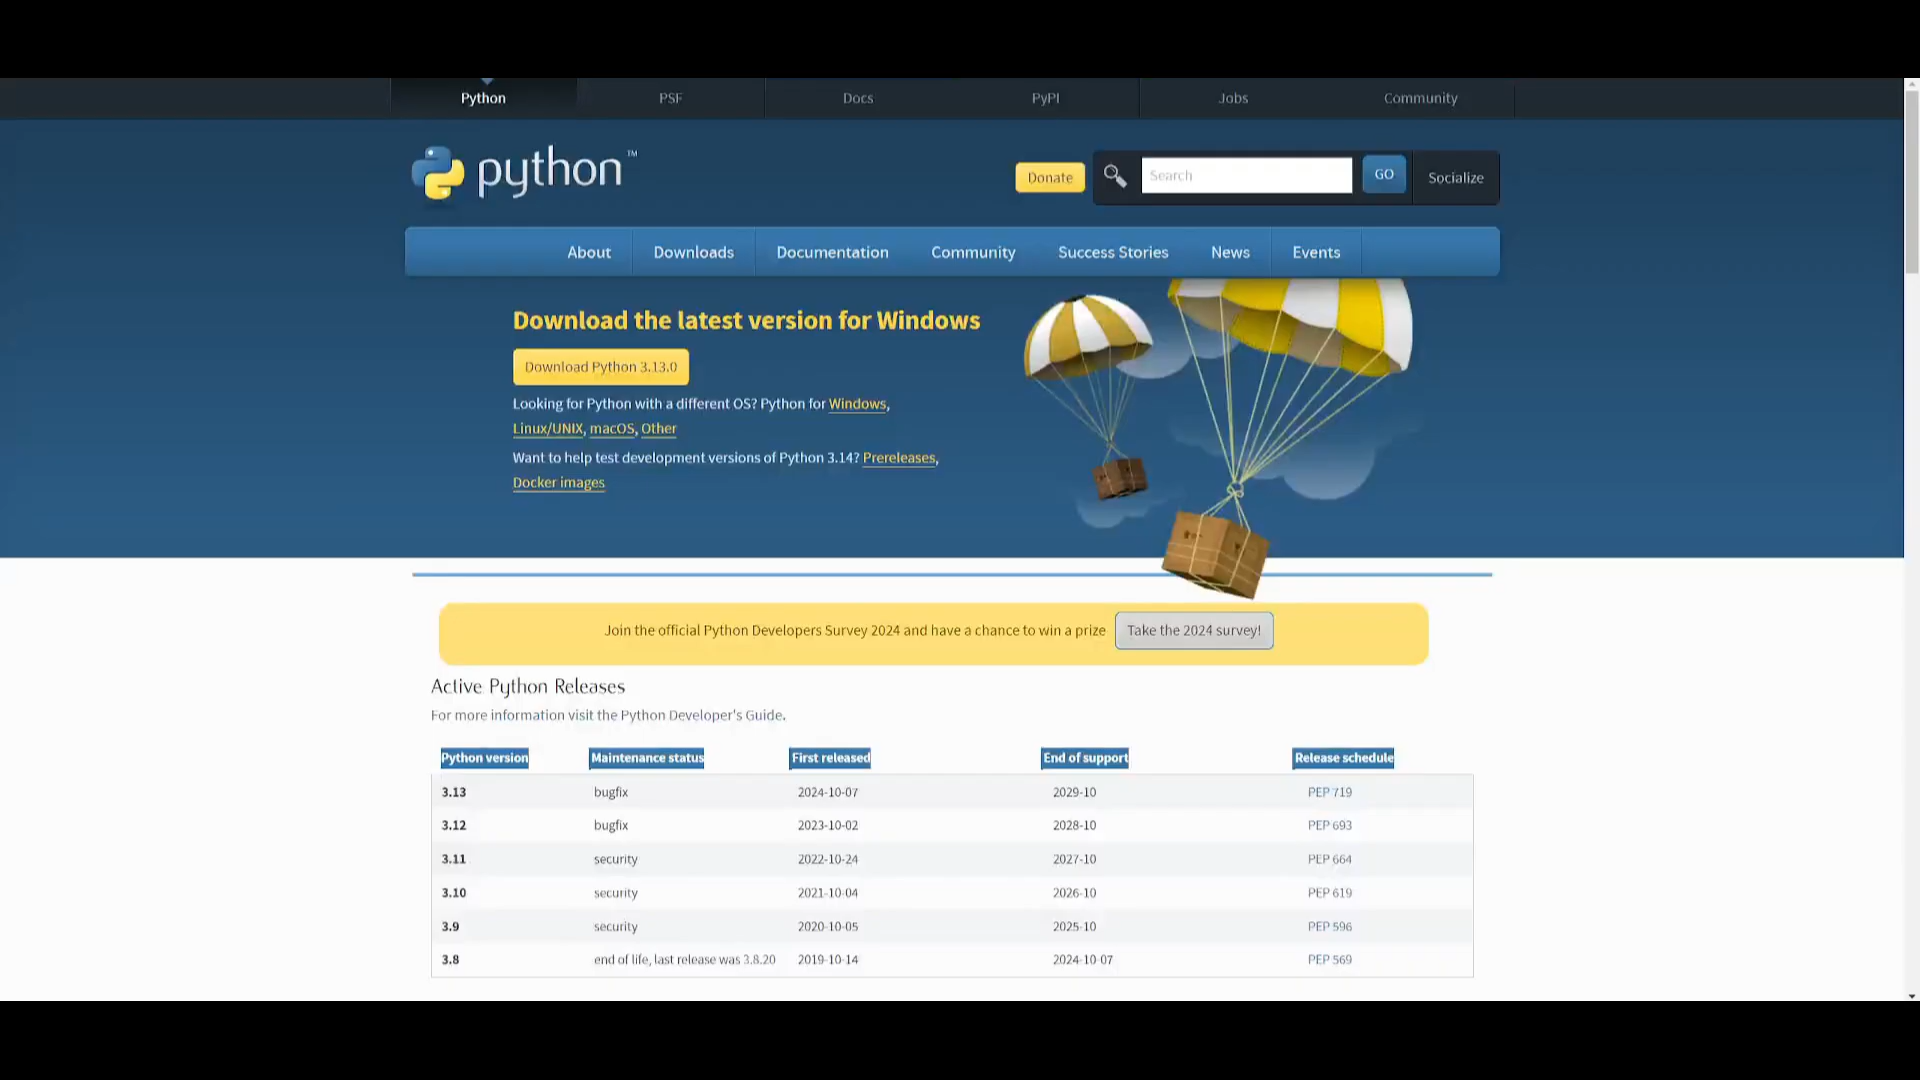 Python PSF Docs PyPI Jobs Community
python™
Donate Search GO Socialize
About Downloads Documentation Community Success Stories News Events
Download the latest version for Windows
Download Python 3.13.0
Looking for Python with a different OS? Python for Windows,
Linux/UNIX, macOS, Other
Want to help test development versions of Python 3.14? Prereleases,
Docker images
Join the official Python Developers Survey 2024 and have a chance to win a prize Take the 2024 survey!
Active Python Releases
For more information visit the Python Developer's Guide.
Python version Maintenance status First released End of support Release schedule
3.13 bugfix 2024-10-07 2029-10 PEP 719
3.12 bugfix 2023-10-02 2028-10 PEP 693
3.11 security 2022-10-24 2027-10 PEP 664
3.10 security 2021-10-04 2026-10 PEP 619
3.9 security 2020-10-05 2025-10 PEP 596
3.8 end of life, last release was 3.8.20 2019-10-14 2024-10-07 PEP 569